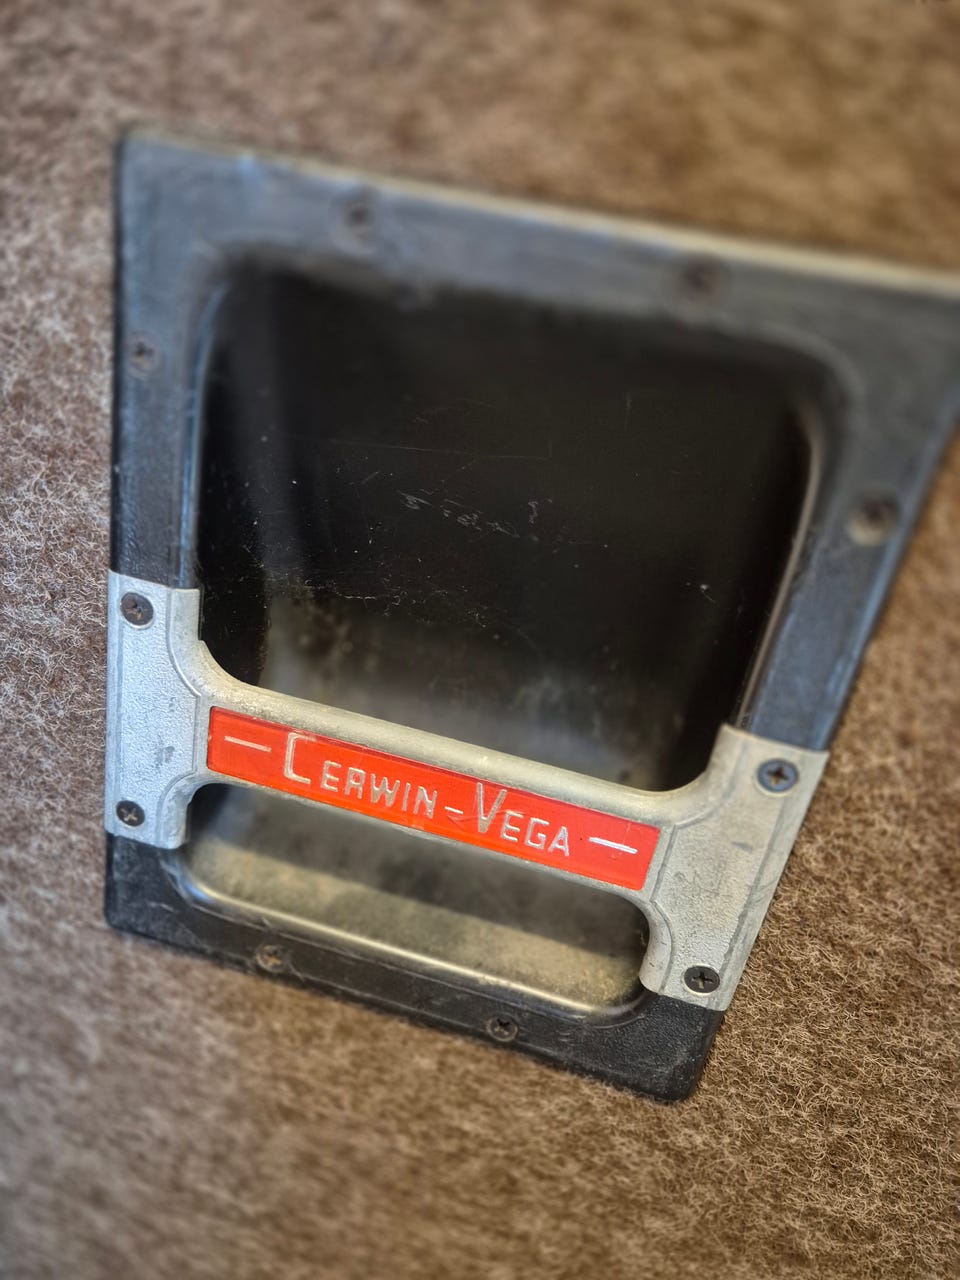 — CERWIN-VEGA —